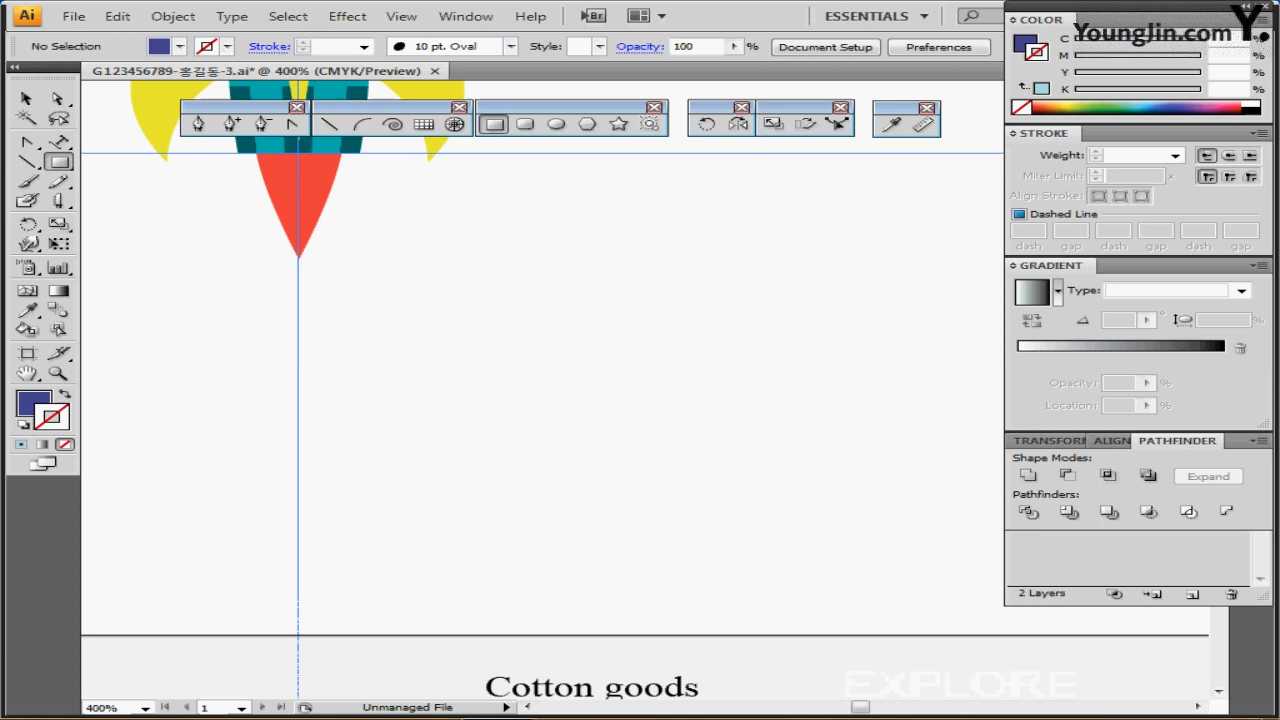 Ai File Edit Object Type Select Effect View Window Help Br ESSENTIALS
No Selection Stroke: 10 pt. Oval Style: Opacity: 100 % Document Setup Preferences
G123456789-홍길동-3.ai* @ 400% (CMYK/Preview)
COLOR
YoungJin.com Y.
C %
M %
Y %
K %
STROKE
Weight:
Miter Limit: x
Align Stroke:
Dashed Line
dash gap dash gap dash gap
GRADIENT
Type:
°
%
Opacity: %
Location: %
TRANSFORM ALIGN PATHFINDER
Shape Modes:
Expand
Pathfinders:
2 Layers
Cotton goods
EXPLORE
400% 1 Unmanaged File